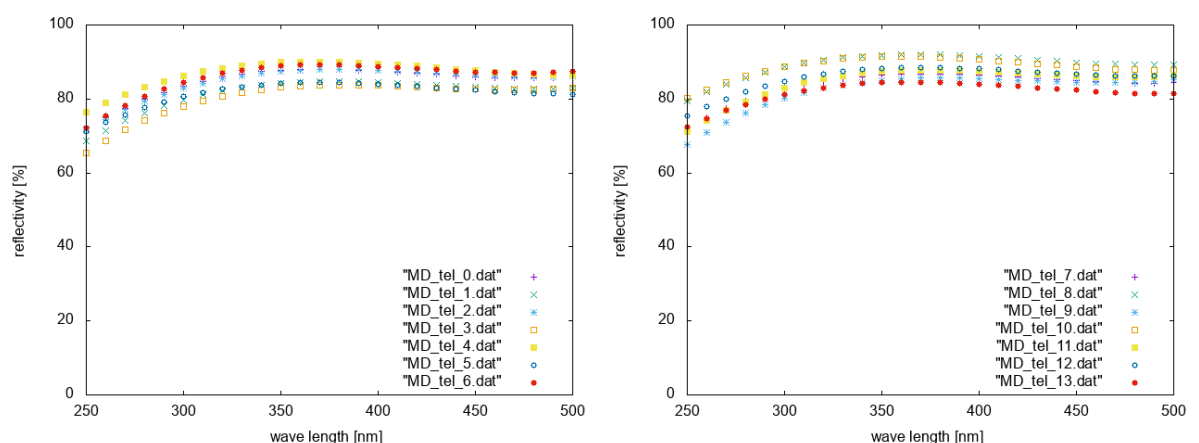 100
80
60
40
20
0
reflectivity [%]
"MD_tel_0.dat"
"MD_tel_1.dat"
"MD_tel_2.dat"
"MD_tel_3.dat"
"MD_tel_4.dat"
"MD_tel_5.dat"
"MD_tel_6.dat"
250 300 350 400 450 500
wave length [nm]
100
80
60
40
20
0
reflectivity [%]
"MD_tel_7.dat"
"MD_tel_8.dat"
"MD_tel_9.dat"
"MD_tel_10.dat"
"MD_tel_11.dat"
"MD_tel_12.dat"
"MD_tel_13.dat"
250 300 350 400 450 500
wave length [nm]